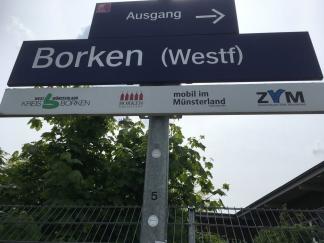 Ausgang
Borken (Westf)
KREIS BORKEN
BORKEN
mobil im
Münsterland
ZVM
5